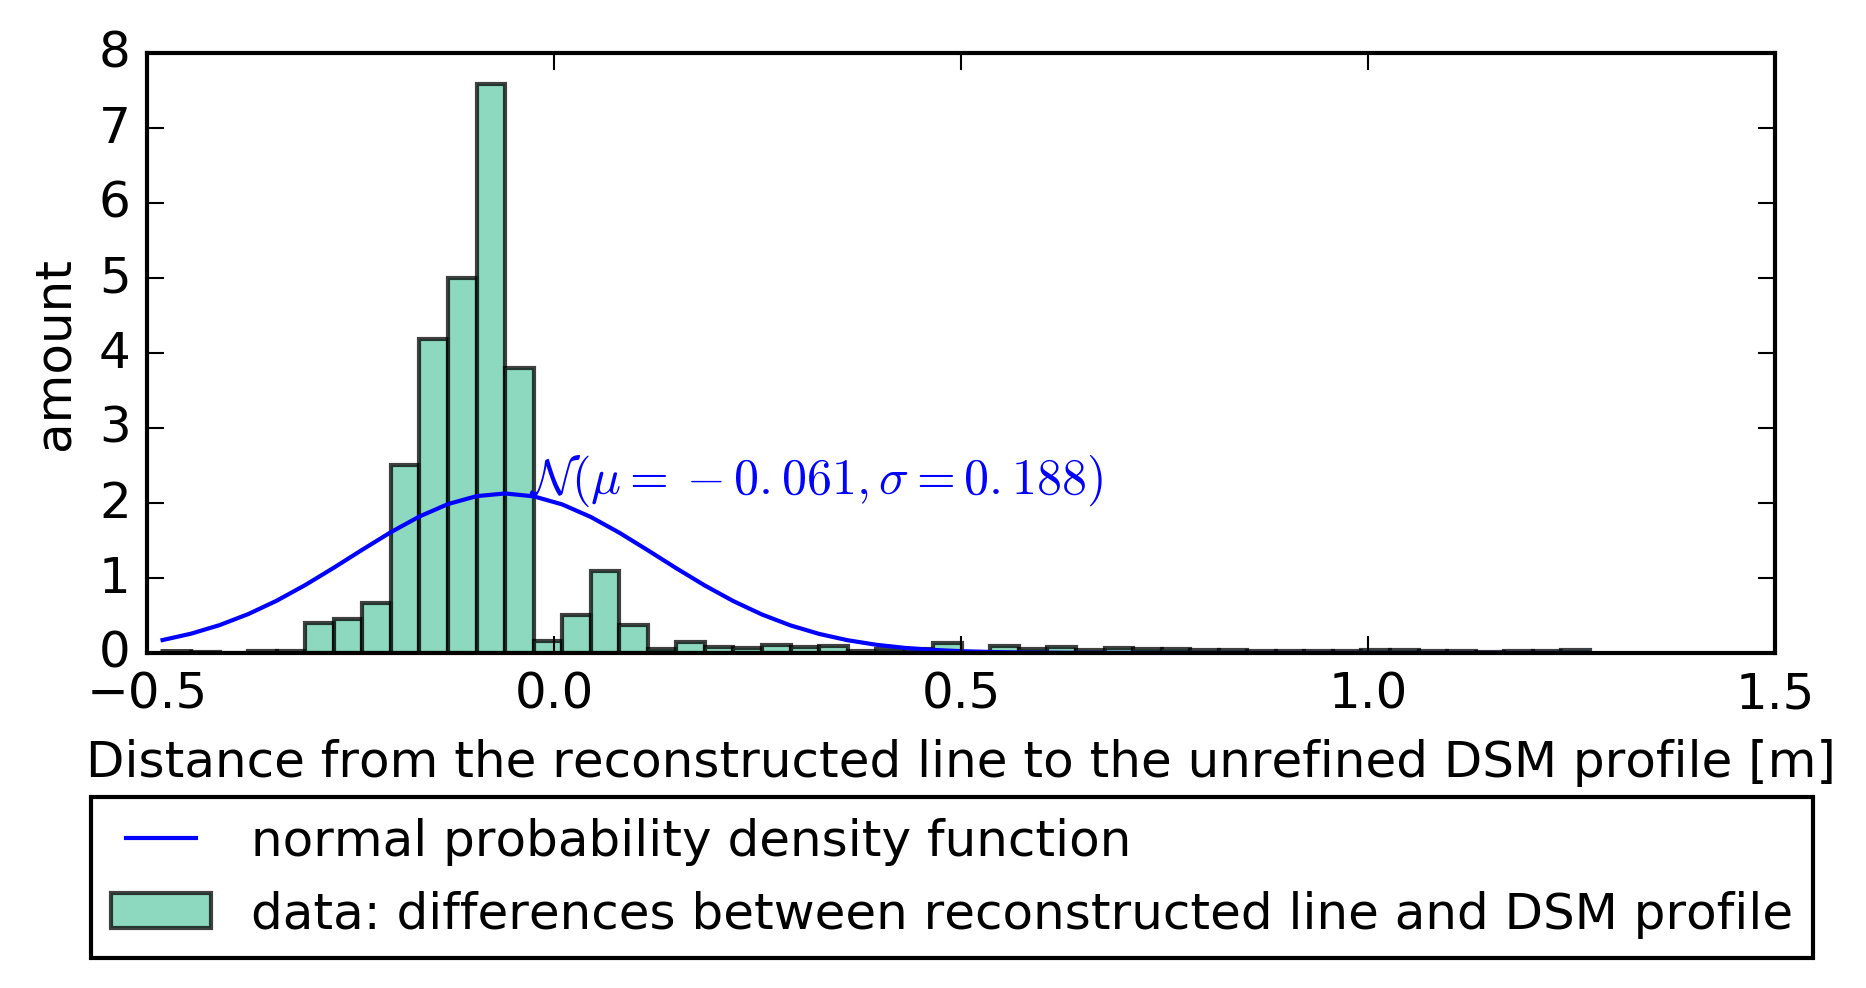 8
7
6
5
4
3
2
1
0
amount
N(μ = −0.061, σ = 0.188)
−0.5 0.0 0.5 1.0 1.5
Distance from the reconstructed line to the unrefined DSM profile [m]
normal probability density function
data: differences between reconstructed line and DSM profile